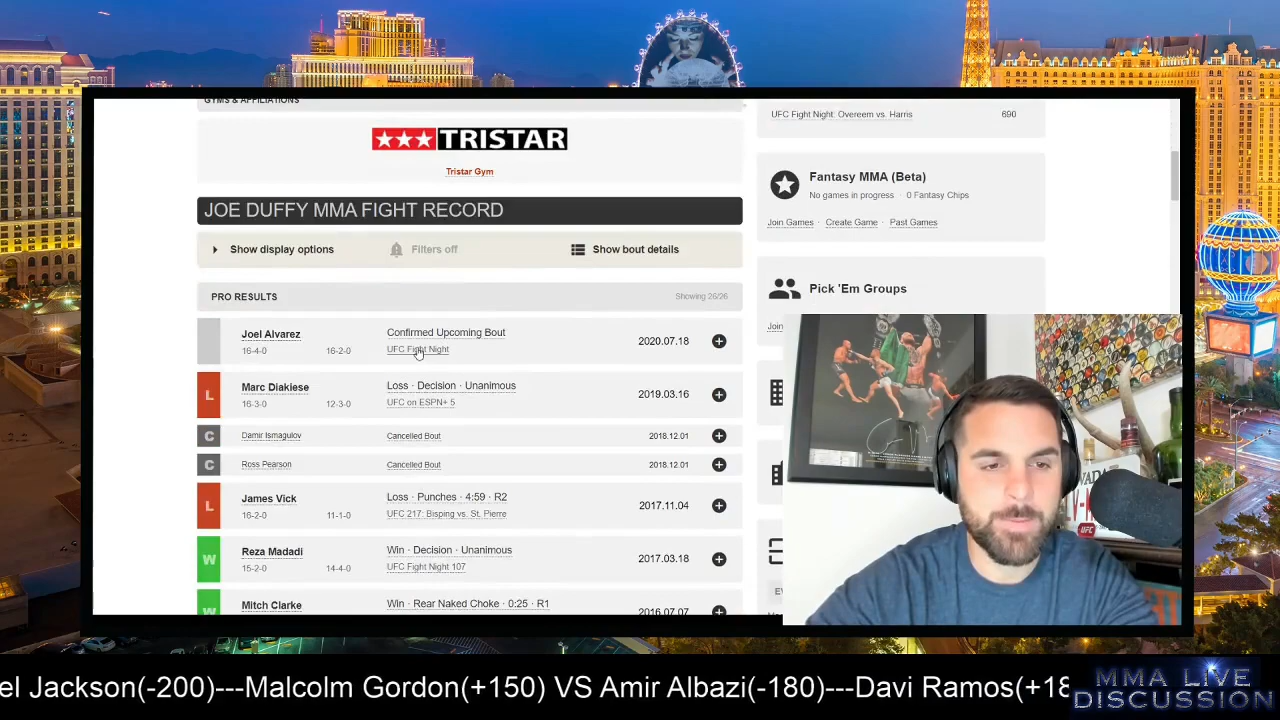 GYMS & AFFILIATIONS
TRISTAR
Tristar Gym
JOE DUFFY MMA FIGHT RECORD
Show display options
Filters off
Show bout details
PRO RESULTS
Showing 26/26
Joel Alvarez
Confirmed Upcoming Bout
16-4-0
16-2-0
UFC Fight Night
2020.07.18
L
Marc Diakiese
Loss · Decision · Unanimous
16-3-0
12-3-0
UFC on ESPN+ 5
2019.03.16
C
Damir Ismagulov
Cancelled Bout
2018.12.01
C
Ross Pearson
Cancelled Bout
2018.12.01
L
James Vick
Loss · Punches · 4:59 · R2
16-2-0
11-1-0
UFC 217: Bisping vs. St. Pierre
2017.11.04
W
Reza Madadi
Win · Decision · Unanimous
15-2-0
14-4-0
UFC Fight Night 107
2017.03.18
W
Mitch Clarke
Win · Rear Naked Choke · 0:25 · R1
2016.07.07
UFC Fight Night: Overeem vs. Harris
690
Fantasy MMA (Beta)
No games in progress · 0 Fantasy Chips
Join Games · Create Game · Past Games
Pick 'Em Groups
Join
UFC
el Jackson(-200)---Malcolm Gordon(+150) VS Amir Albazi(-180)---Davi Ramos(+18
MMA LIVE
DISCUSSION